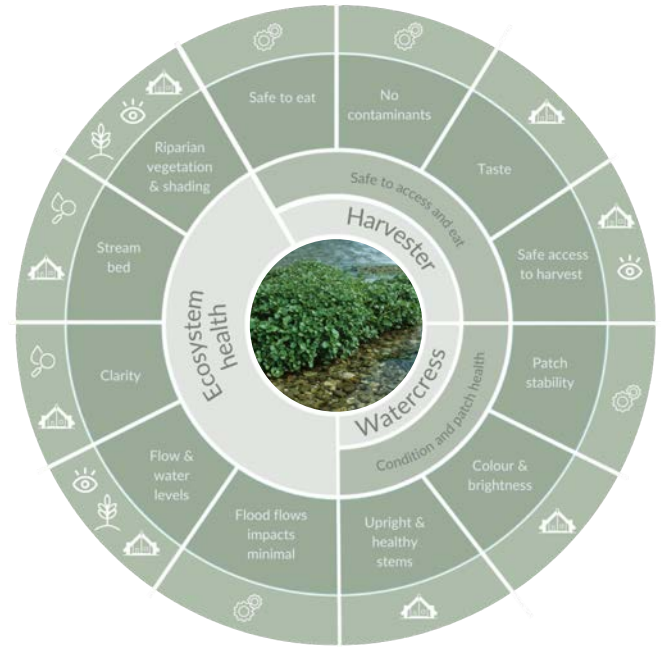 Safe to eat
No
contaminants
Taste
Safe access
to harvest
Patch
stability
Colour &
brightness
Upright &
healthy
stems
Flood flows
impacts
minimal
Flow &
water
levels
Clarity
Stream
bed
Riparian
vegetation
& shading
Safe to access and eat
Harvester
Watercress
Condition and patch health
Ecosystem
health